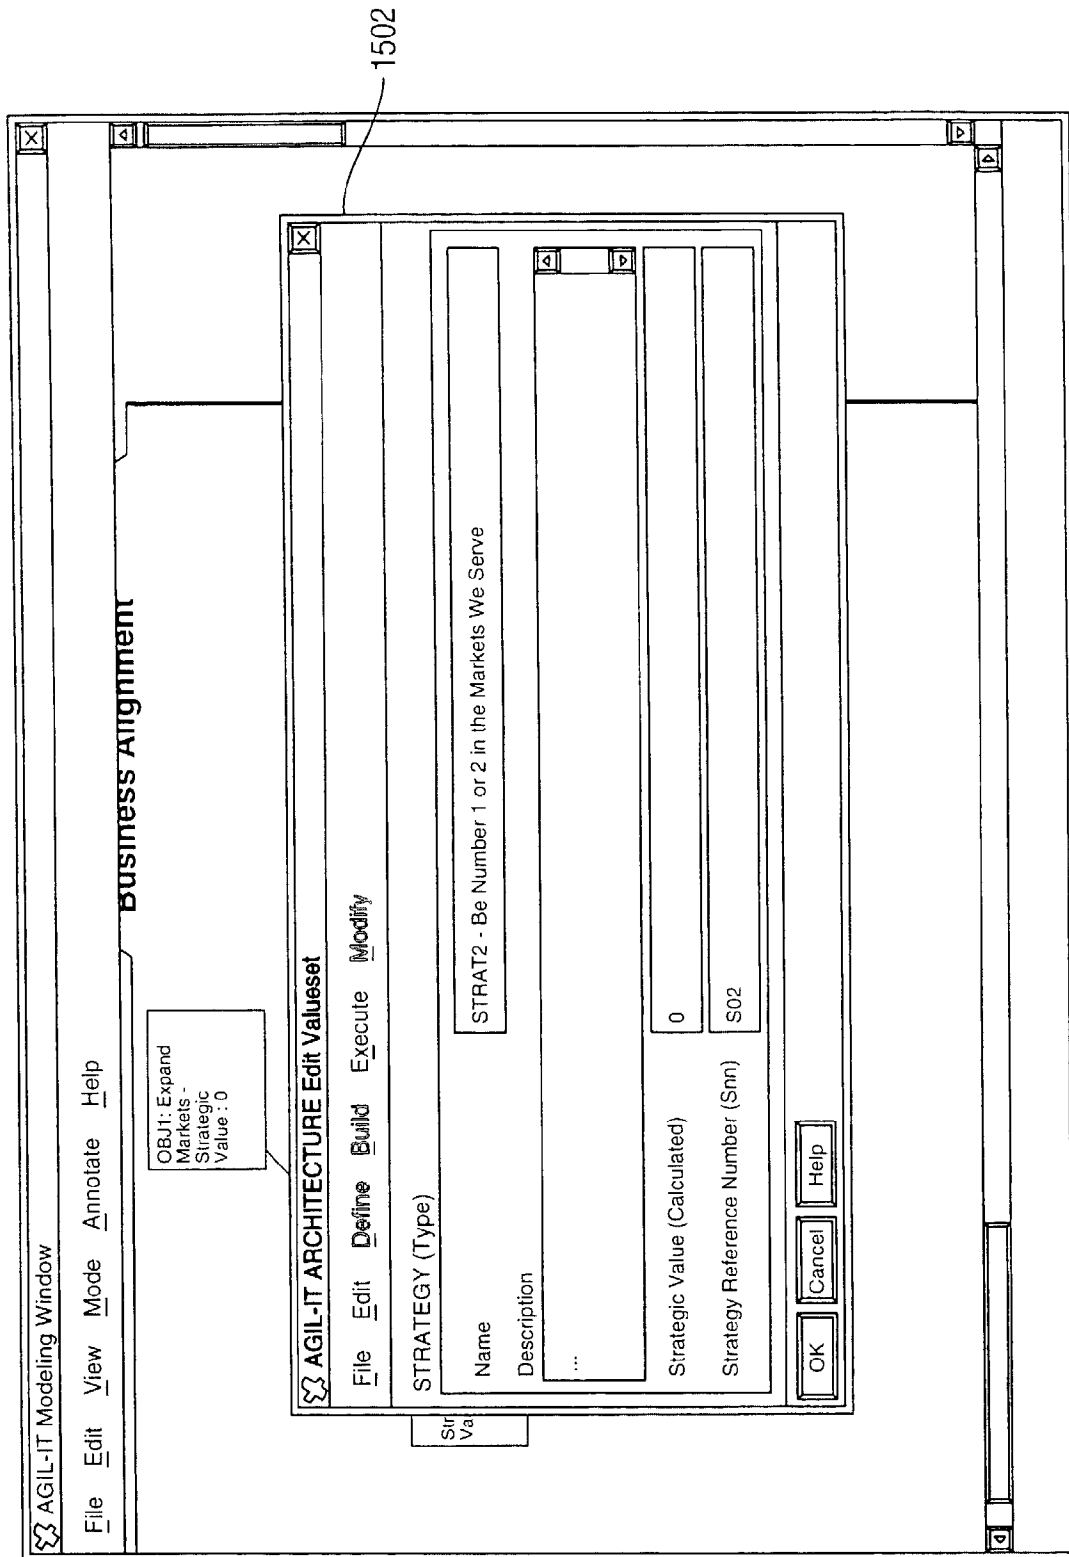 AGIL-IT Modeling Window
File Edit View Mode Annotate Help
Business Alignment
OBJ1: Expand
Markets -
Strategic
Value : 0
Str
Va
1502
AGIL-IT ARCHITECTURE Edit Valueset
File Edit Define Build Execute Modify
STRATEGY (Type)
Name STRAT2 - Be Number 1 or 2 in the Markets We Serve
Description
...
Strategic Value (Calculated) 0
Strategy Reference Number (Snn) S02
OK Cancel Help